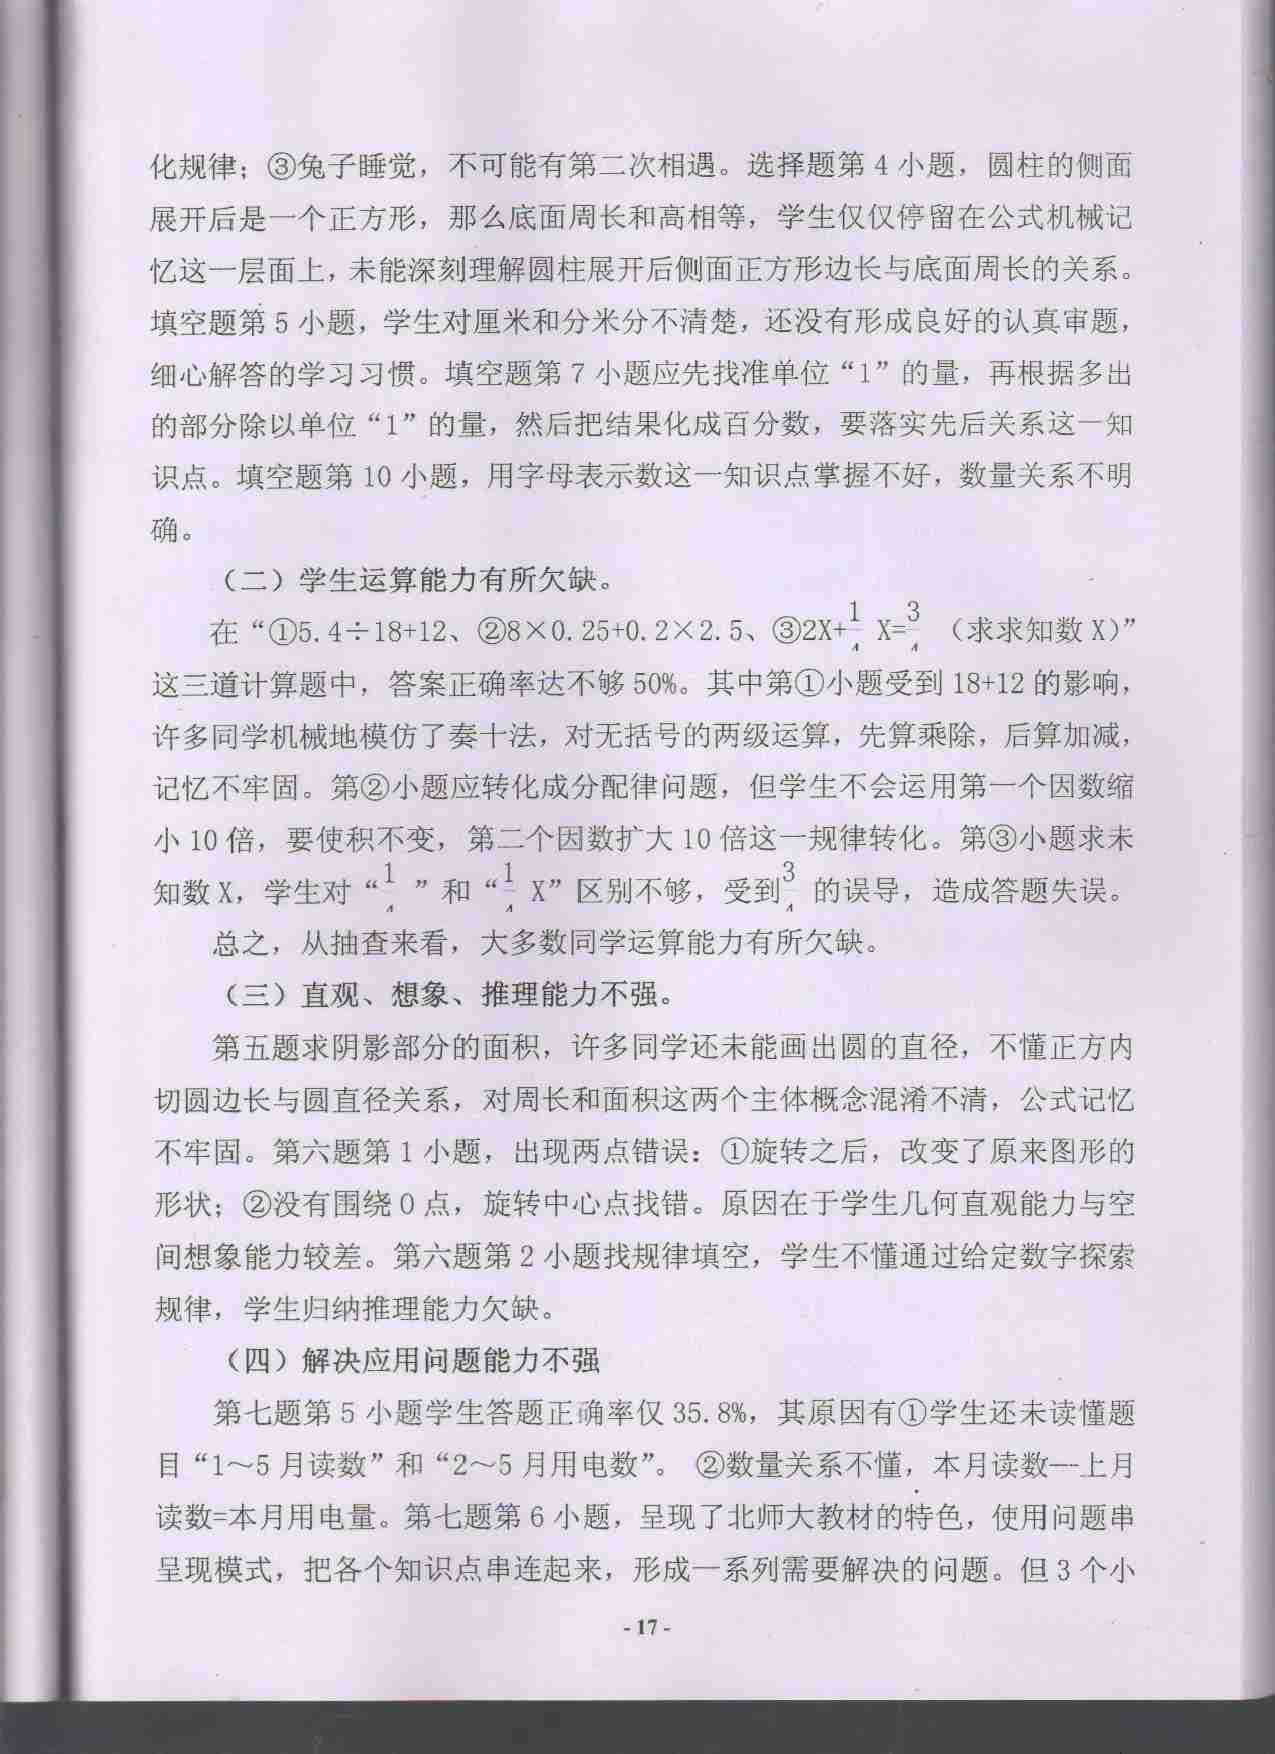 化规律；③兔子睡觉，不可能有第二次相遇。选择题第 4 小题，圆柱的侧面
展开后是一个正方形，那么底面周长和高相等，学生仅仅停留在公式机械记
忆这一层面上，未能深刻理解圆柱展开后侧面正方形边长与底面周长的关系。
填空题第 5 小题，学生对厘米和分米分不清楚，还没有形成良好的认真审题，
细心解答的学习习惯。填空题第 7 小题应先找准单位“1”的量，再根据多出
的部分除以单位“1”的量，然后把结果化成百分数，要落实先后关系这一知
识点。填空题第 10 小题，用字母表示数这一知识点掌握不好，数量关系不明
确。
（二）学生运算能力有所欠缺。
在“①5.4÷18+12、②8×0.25+0.2×2.5、③2X+1/4 X=3/4 （求求知数 X）”
这三道计算题中，答案正确率达不够 50%。其中第①小题受到 18+12 的影响，
许多同学机械地模仿了奏十法，对无括号的两级运算，先算乘除，后算加减，
记忆不牢固。第②小题应转化成分配律问题，但学生不会运用第一个因数缩
小 10 倍，要使积不变，第二个因数扩大 10 倍这一规律转化。第③小题求未
知数 X，学生对“1/4 ”和“1/4 X”区别不够，受到3/4 的误导，造成答题失误。
总之，从抽查来看，大多数同学运算能力有所欠缺。
（三）直观、想象、推理能力不强。
第五题求阴影部分的面积，许多同学还未能画出圆的直径，不懂正方内
切圆边长与圆直径关系，对周长和面积这两个主体概念混淆不清，公式记忆
不牢固。第六题第 1 小题，出现两点错误：①旋转之后，改变了原来图形的
形状；②没有围绕 0 点，旋转中心点找错。原因在于学生几何直观能力与空
间想象能力较差。第六题第 2 小题找规律填空，学生不懂通过给定数字探索
规律，学生归纳推理能力欠缺。
（四）解决应用问题能力不强
第七题第 5 小题学生答题正确率仅 35.8%，其原因有①学生还未读懂题
目“1～5 月读数”和“2～5 月用电数”。 ②数量关系不懂，本月读数—上月
读数=本月用电量。第七题第 6 小题，呈现了北师大教材的特色，使用问题串
呈现模式，把各个知识点串连起来，形成一系列需要解决的问题。但 3 个小
- 17 -